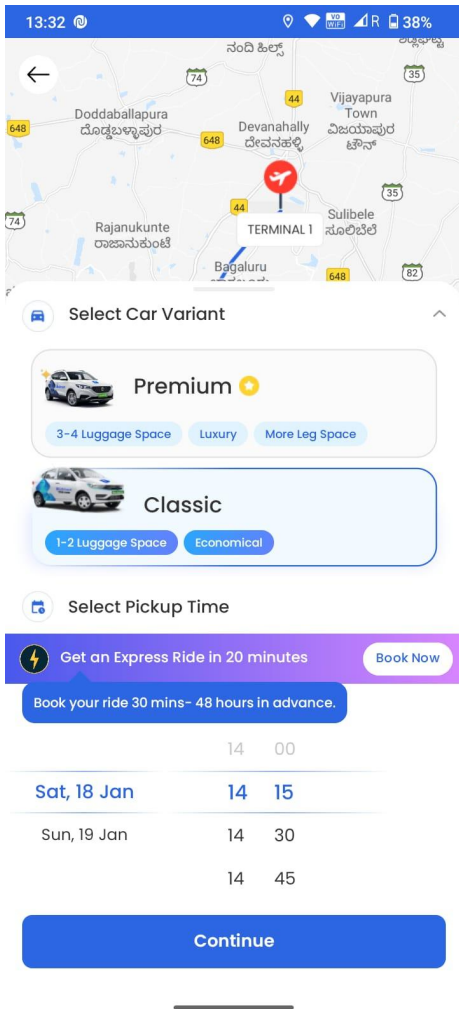 13:32
VO
WiFi
R
38%
ನಂದಿ ಹಿಲ್ಸ್
74
35
44
Vijayapura
Town
ವಿಜಯಾಪುರ
ಟೌನ್
Doddaballapura
ದೊಡ್ಡಬಳ್ಳಾಪುರ
648
648
Devanahally
ದೇವನಹಳ್ಳಿ
35
44
74
Rajanukunte
ರಾಜಾನುಕುಂಟೆ
TERMINAL 1
Sulibele
ಸೂಲಿಬೆಲೆ
Bagaluru
648
82
Select Car Variant
Premium
3-4 Luggage Space
Luxury
More Leg Space
Classic
1-2 Luggage Space
Economical
Select Pickup Time
Get an Express Ride in 20 minutes
Book Now
Book your ride 30 mins- 48 hours in advance.
14 00
Sat, 18 Jan 14 15
Sun, 19 Jan 14 30
14 45
Continue